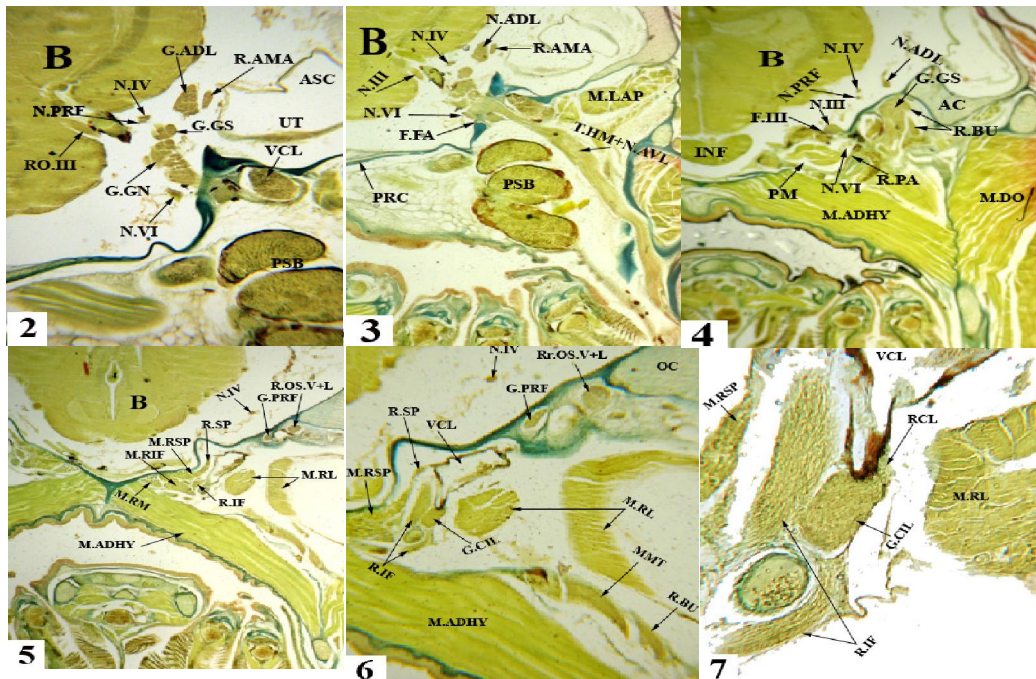 B
G.ADL
R.AMA
N.IV
ASC
N.PRF
G.GS
UT
RO.III
VCL
G.GN
N.VI
PSB
2
B
N.IV
N.ADL
R.AMA
N.III
M.LAP
N.VI
F.FA
T.HM+N.AVL
PRC
PSB
3
B
N.IV
N.ADL
N.PRF
G.GS
N.III
AC
F.III
R.BU
INF
PM
N.VI
R.PA
M.DO
M.ADHY
4
B
N.IV
R.OS.V+L
G.PRF
R.SP
M.RSP
M.RIF
M.RL
M.RM
R.IF
M.ADHY
5
N.IV
Rr.OS.V+L
OC
G.PRF
R.SP
VCL
M.RSP
M.RL
G.CIL
R.IF
MMT
R.BU
M.ADHY
6
VCL
M.RSP
RCL
M.RL
G.CIL
R.IF
7